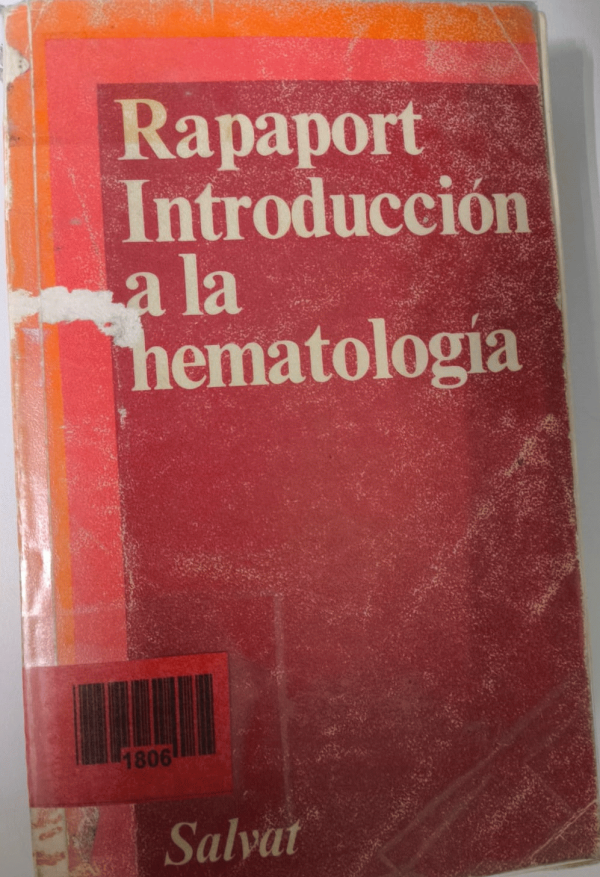 Rapaport
Introducción
a la
hematología
1806
Salvat